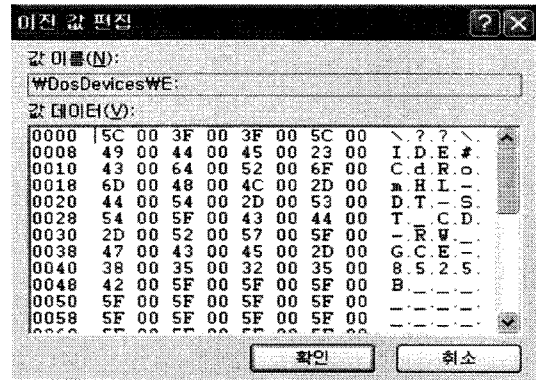 이진 값 편집
값 이름(N):
₩DosDevices₩E:
값 데이터(V):
0000 5C 00 3F 00 3F 00 5C 00 \.?.?.\.
0008 49 00 44 00 45 00 23 00 I.D.E.#.
0010 43 00 64 00 52 00 6F 00 C.d.R.o.
0018 6D 00 48 00 4C 00 2D 00 m.H.L.-.
0020 44 00 54 00 2D 00 53 00 D.T.-.S.
0028 54 00 5F 00 43 00 44 00 T._.C.D.
0030 2D 00 52 00 57 00 5F 00 -.R.W._.
0038 47 00 43 00 45 00 2D 00 G.C.E.-.
0040 38 00 35 00 32 00 35 00 8.5.2.5.
0048 42 00 5F 00 5F 00 5F 00 B._._._.
0050 5F 00 5F 00 5F 00 5F 00 _._._._.
0058 5F 00 5F 00 5F 00 5F 00 _._._._.
확인 취소